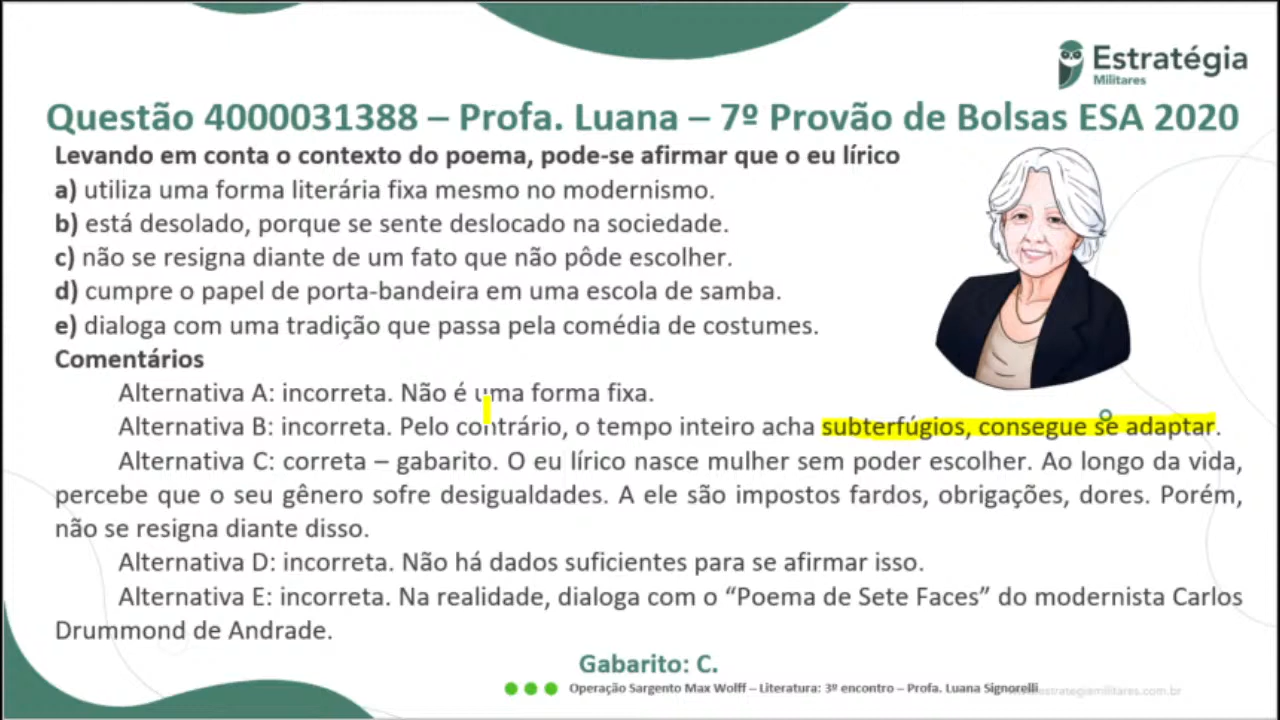 Estratégia
Militares
Questão 4000031388 – Profa. Luana – 7º Provão de Bolsas ESA 2020
Levando em conta o contexto do poema, pode-se afirmar que o eu lírico
a) utiliza uma forma literária fixa mesmo no modernismo.
b) está desolado, porque se sente deslocado na sociedade.
c) não se resigna diante de um fato que não pôde escolher.
d) cumpre o papel de porta-bandeira em uma escola de samba.
e) dialoga com uma tradição que passa pela comédia de costumes.
Comentários
Alternativa A: incorreta. Não é uma forma fixa.
Alternativa B: incorreta. Pelo contrário, o tempo inteiro acha subterfúgios, consegue se adaptar.
Alternativa C: correta – gabarito. O eu lírico nasce mulher sem poder escolher. Ao longo da vida,
percebe que o seu gênero sofre desigualdades. A ele são impostos fardos, obrigações, dores. Porém,
não se resigna diante disso.
Alternativa D: incorreta. Não há dados suficientes para se afirmar isso.
Alternativa E: incorreta. Na realidade, dialoga com o “Poema de Sete Faces” do modernista Carlos
Drummond de Andrade.
Gabarito: C.
Operação Sargento Max Wolff – Literatura: 3º encontro – Profa. Luana Signorelli